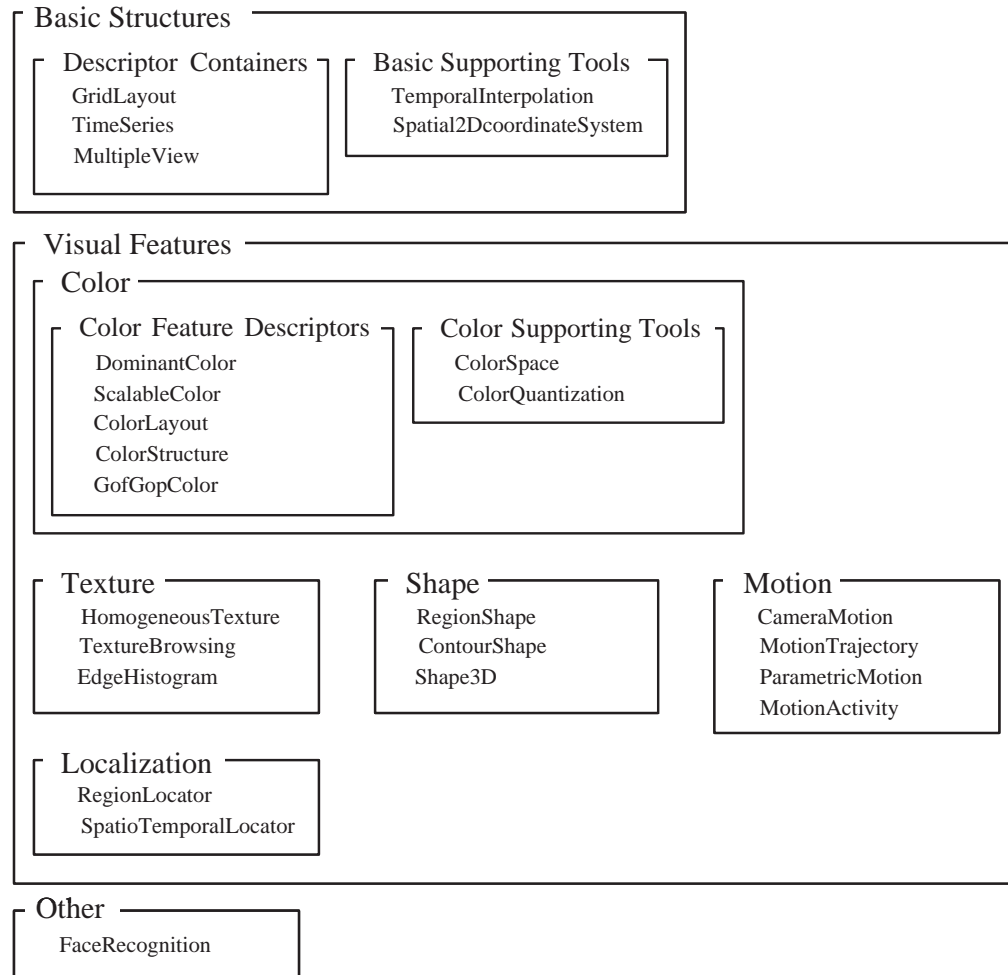 Basic Structures
Descriptor Containers
GridLayout
TimeSeries
MultipleView
Basic Supporting Tools
TemporalInterpolation
Spatial2DcoordinateSystem
Visual Features
Color
Color Feature Descriptors
DominantColor
ScalableColor
ColorLayout
ColorStructure
GofGopColor
Color Supporting Tools
ColorSpace
ColorQuantization
Texture
HomogeneousTexture
TextureBrowsing
EdgeHistogram
Shape
RegionShape
ContourShape
Shape3D
Motion
CameraMotion
MotionTrajectory
ParametricMotion
MotionActivity
Localization
RegionLocator
SpatioTemporalLocator
Other
FaceRecognition